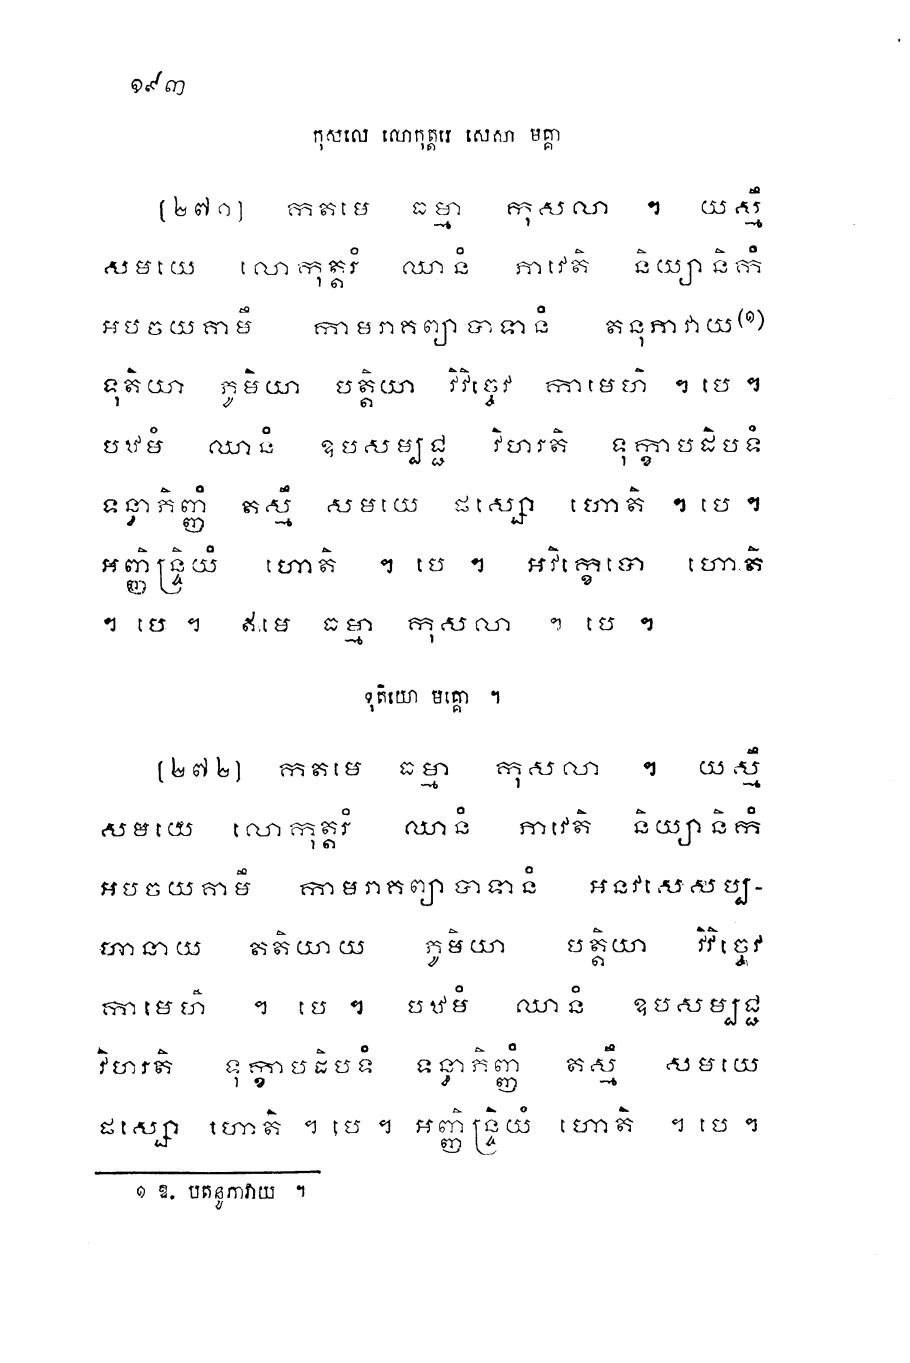 ១៩៣
កុសលេ លោកុត្តរេ សេសា មគ្គា
[២៧១] កតមេ ធម្មា កុសលា ។ យស្មឹ
សមយេ លោកុត្តរំ ឈានំ ភាវេតិ និយ្យានិកំ
អបចយគាមឹ កាមរាគព្យាបាទានំ តនុភាវាយ(១)
ទុតិយា ភូមិយា បត្តិយា វិវិច្ចេវ កាមេហិ ។ បេ ។
បឋមំ ឈានំ ឧបសម្បជ្ជ វិហរតិ ទុក្ខាបដិបទំ
ទន្ធាភិញ្ញំ តស្មឹ សមយេ ផស្សោ ហោតិ ។ បេ ។
អញ្ញិន្ទ្រិយំ ហោតិ ។ បេ ។ អវិក្ខេបោ ហោតិ
។ បេ ។ ឥមេ ធម្មា កុសលា ។ បេ ។
ទុតិយោ មគ្គោ ។
[២៧២] កតមេ ធម្មា កុសលា ។ យស្មឹ
សមយេ លោកុត្តរំ ឈានំ ភាវេតិ និយ្យានិកំ
អបចយគាមឹ កាមរាគព្យាបាទានំ អនវសេសប្ប-
ហានាយ តតិយាយ ភូមិយា បត្តិយា វិវិច្ចេវ
កាមេហិ ។ បេ ។ បឋមំ ឈានំ ឧបសម្បជ្ជ
វិហរតិ ទុក្ខាបដិបទំ ទន្ធាភិញ្ញំ តស្មឹ សមយេ
ផស្សោ ហោតិ ។ បេ ។ អញ្ញិន្ទ្រិយំ ហោតិ ។ បេ ។
១ ឱ. បតនូភាវាយ ។